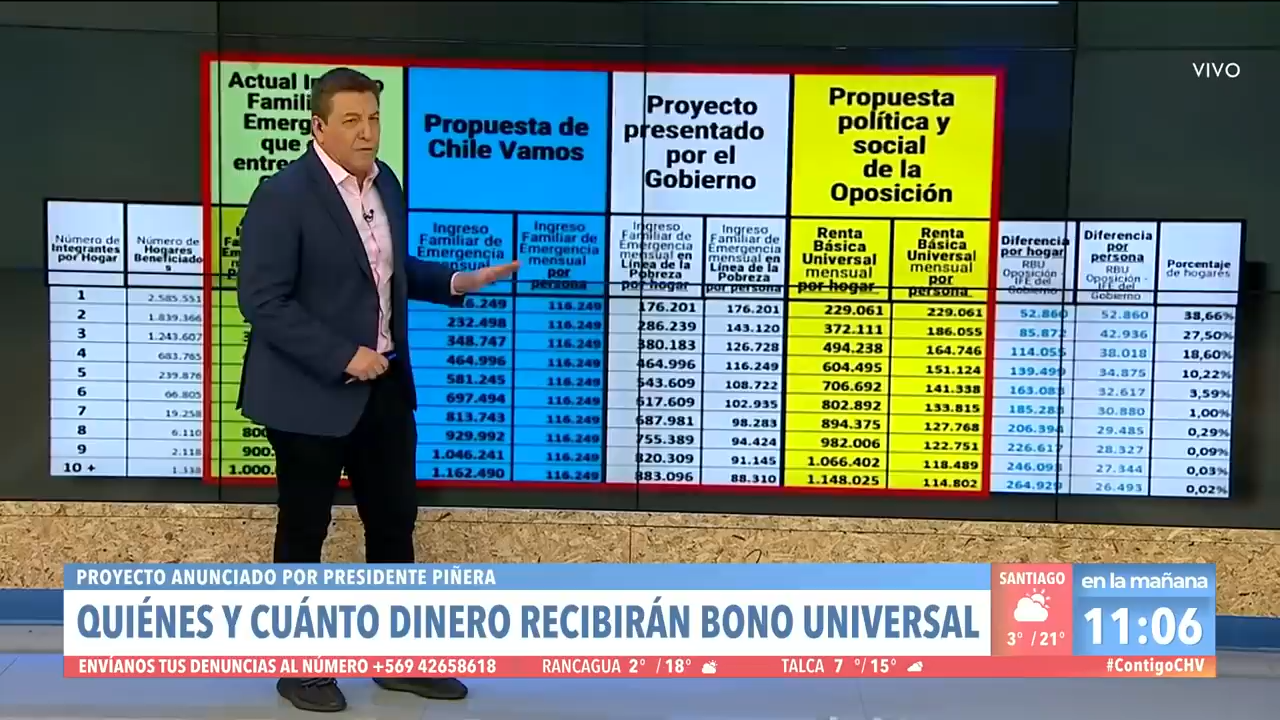 VIVO
Actual
Propuesta de
Chile Vamos
Proyecto
presentado
por el
Gobierno
Propuesta
política y
social
de la
Oposición
Número de
Integrantes
por Hogar
Número de
Hogares
Beneficiado
s
Ingreso
Familiar de
Emergencia
mensual
Ingreso
Familiar de
Emergencia
mensual
por
persona
Ingreso
Familiar de
Emergencia
mensual en
Línea de la
Pobreza
por hogar
Ingreso
Familiar de
Emergencia
mensual en
Línea de la
Pobreza
por persona
Renta
Básica
Universal
mensual
por hogar
Renta
Básica
Universal
mensual
por
persona
Diferencia
por hogar
RBU
Oposición -
IFE del
Gobierno
Diferencia
por
persona
RBU
Oposición -
IFE del
Gobierno
Porcentaje
de hogares
1 2.585.551 116.249 176.201 176.201 229.061 229.061 52.860 52.860 38,66%
2 1.839.366 232.498 116.249 286.239 143.120 372.111 186.055 85.872 42.936 27,50%
3 1.243.607 348.747 116.249 380.183 126.728 494.238 164.746 114.055 38.018 18,60%
4 683.765 464.996 116.249 464.996 116.249 604.495 151.124 139.499 34.875 10,22%
5 239.876 581.245 116.249 543.609 108.722 706.692 141.338 163.083 32.617 3,59%
6 66.805 697.494 116.249 617.609 102.935 802.892 133.815 185.283 30.880 1,00%
7 19.258 813.743 116.249 687.981 98.283 894.375 127.768 206.394 29.485 0,29%
8 6.110 929.992 116.249 755.389 94.424 982.006 122.751 226.617 28.327 0,09%
9 2.118 900. 1.046.241 116.249 820.309 91.145 1.066.402 118.489 246.093 27.344 0,03%
10 + 1.338 1.000. 1.162.490 116.249 883.096 88.310 1.148.025 114.802 264.929 26.493 0,02%
PROYECTO ANUNCIADO POR PRESIDENTE PIÑERA
QUIÉNES Y CUÁNTO DINERO RECIBIRÁN BONO UNIVERSAL
SANTIAGO
3° /21°
en la mañana
11:06
ENVÍANOS TUS DENUNCIAS AL NÚMERO +569 42658618 RANCAGUA 2° /18° TALCA 7° /15°
#ContigoCHV